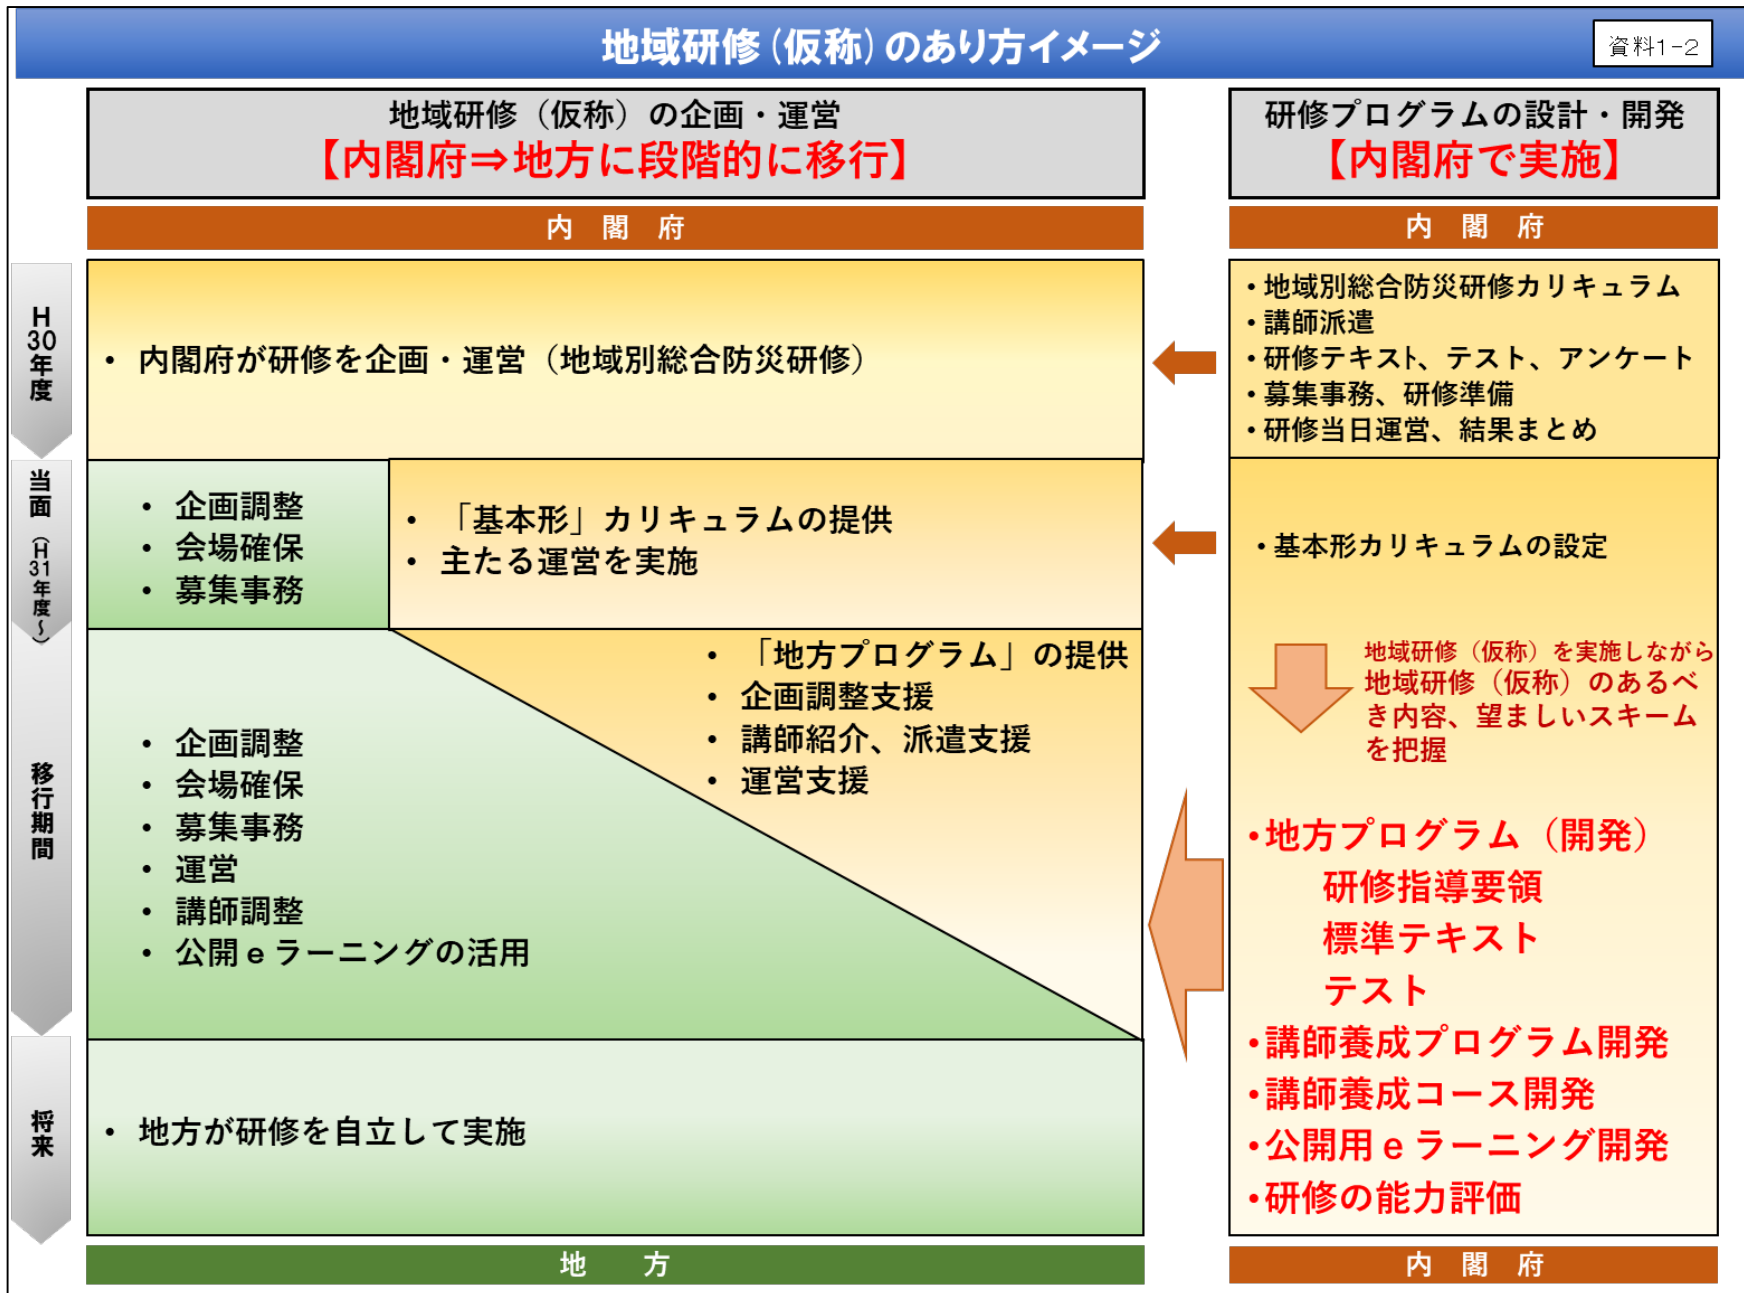 地域研修(仮称)のあり方イメージ
資料1-2
地域研修（仮称）の企画・運営
【内閣府⇒地方に段階的に移行】
研修プログラムの設計・開発
【内閣府で実施】
内 閣 府
内 閣 府
H30年度
・ 内閣府が研修を企画・運営（地域別総合防災研修）
・地域別総合防災研修カリキュラム
・講師派遣
・研修テキスト、テスト、アンケート
・募集事務、研修準備
・研修当日運営、結果まとめ
当面（H31年度～）
・ 企画調整
・ 会場確保
・ 募集事務
・ 「基本形」カリキュラムの提供
・ 主たる運営を実施
・基本形カリキュラムの設定
移行期間
・ 企画調整
・ 会場確保
・ 募集事務
・ 運営
・ 講師調整
・ 公開 e ラーニングの活用
・ 「地方プログラム」の提供
・ 企画調整支援
・ 講師紹介、派遣支援
・ 運営支援
地域研修（仮称）を実施しながら
地域研修（仮称）のあるべ
き内容、望ましいスキーム
を把握
・地方プログラム（開発）
研修指導要領
標準テキスト
テスト
・講師養成プログラム開発
・講師養成コース開発
・公開用 e ラーニング開発
・研修の能力評価
将来
・ 地方が研修を自立して実施
地 方
内 閣 府